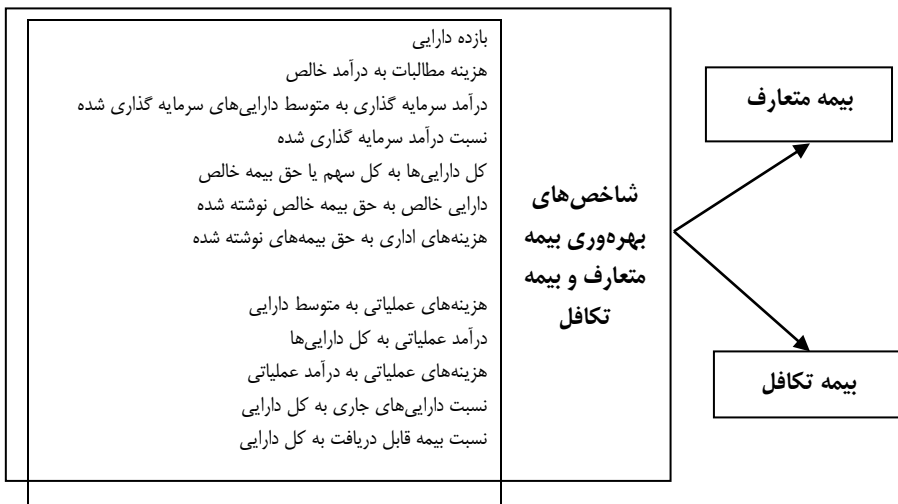 بازده دارایی
هزینه مطالبات به درآمد خالص
درآمد سرمایه گذاری به متوسط دارایی‌های سرمایه گذاری شده
نسبت درآمد سرمایه گذاری شده
کل دارایی‌ها به کل سهم یا حق بیمه خالص
دارایی خالص به حق بیمه خالص نوشته شده
هزینه‌های اداری به حق بیمه‌های نوشته شده
هزینه‌های عملیاتی به متوسط دارایی
درآمد عملیاتی به کل دارایی‌ها
هزینه‌های عملیاتی به درآمد عملیاتی
نسبت دارایی‌های جاری به کل دارایی
نسبت بیمه قابل دریافت به کل دارایی
شاخص‌های
بهره‌وری بیمه
متعارف و بیمه
تکافل
بیمه متعارف
بیمه تکافل